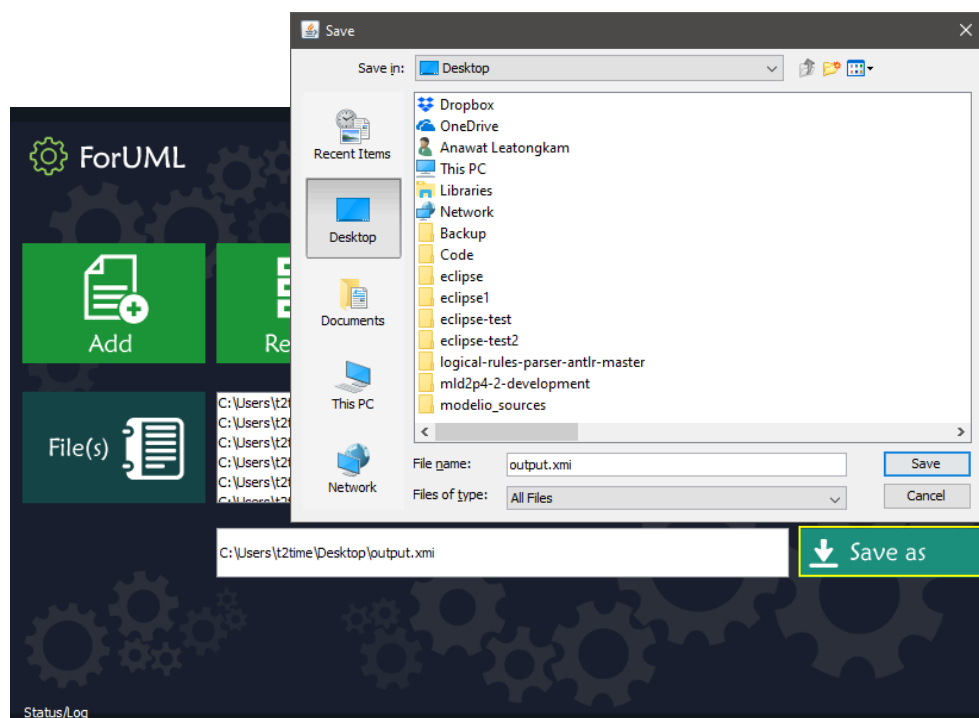 Save
Save in:
Desktop
Recent Items
Desktop
Documents
This PC
Network
Dropbox
OneDrive
Anawat Leatongkam
This PC
Libraries
Network
Backup
Code
eclipse
eclipse1
eclipse-test
eclipse-test2
logical-rules-parser-antlr-master
mld2p4-2-development
modelio_sources
File name:
output.xmi
Save
Files of type:
All Files
Cancel
ForUML
Add
Re
File(s)
C:\Users\t2t
C:\Users\t2t
C:\Users\t2t
C:\Users\t2t
C:\Users\t2t
C:\Users\t2t
C:\Users\t2time\Desktop\output.xmi
Save as
Status/Log